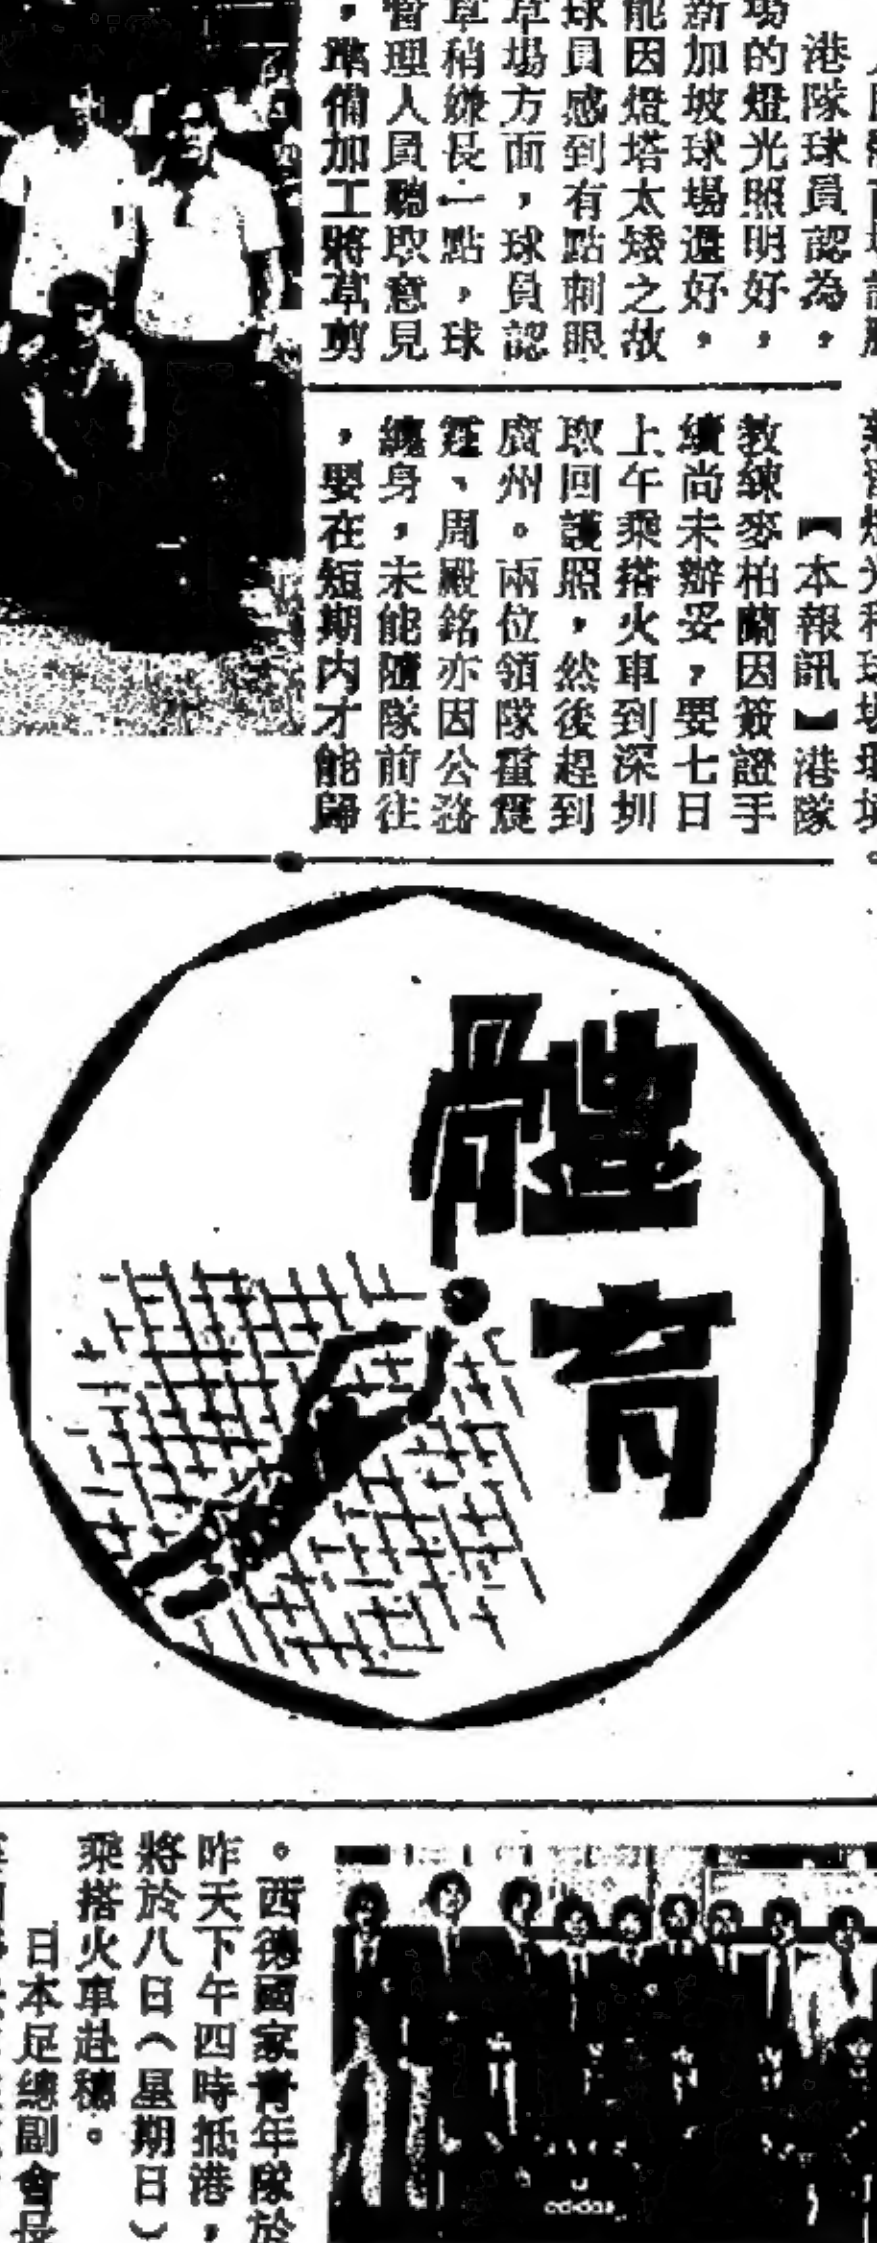 港隊球員認為，
場的燈光照明好，
新加坡球場還好，
能因燈塔太矮之故
球員感到有點刺眼
草場方面，球員認
草稍嫌長一點，球
管理人員聽取意見
，準備加工將草剪
【本報訊】港隊
教練麥柏蘭因簽證手
續尚未辦妥，要七日
上午乘搭火車到深圳
取回護照，然後趕到
廣州。兩位領隊霍震
霆、周殿銘亦因公務
纏身，未能隨隊前往
，要在短期內才能歸
體育
。西德國家青年隊於
昨天下午四時抵港，
將於八日（星期日）
乘搭火車赴穗。
日本足總副會長
adidas